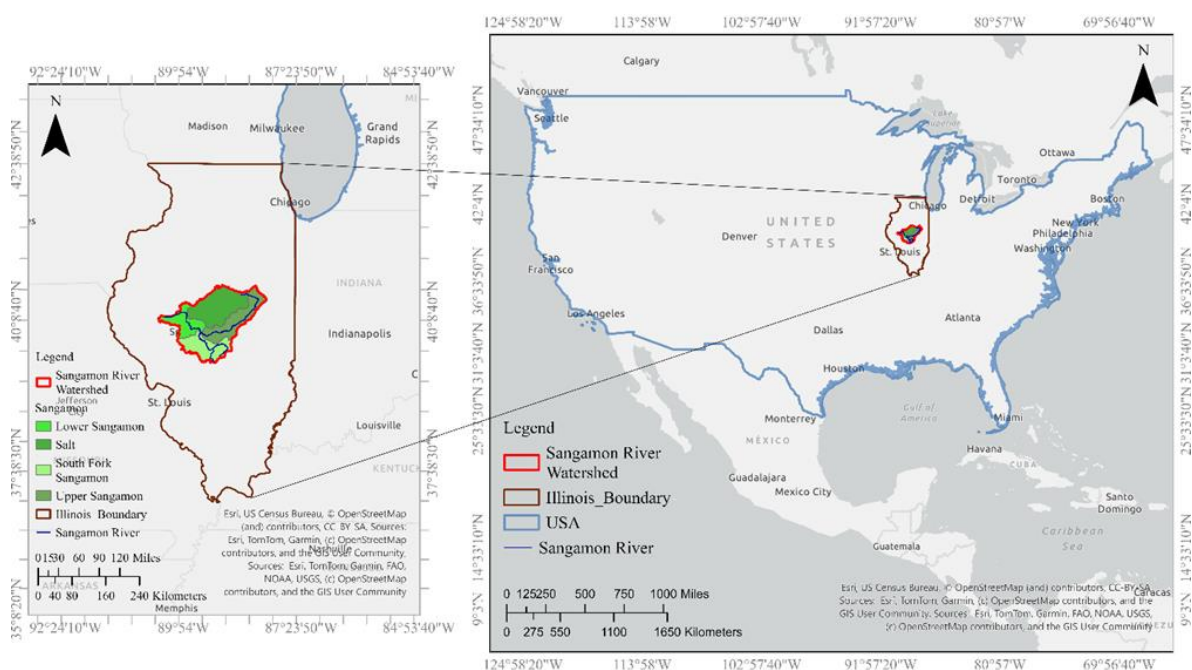 92°24'10"W 89°54'W 87°23'50"W 84°53'40"W
N
Madison
Milwaukee
Grand
Rapids
Chicago
INDIANA
Indianapolis
St. Louis
Jefferson
Louisville
KENTUCK
Nashville
ARKANSAS
Memphis
42°38'50"N
40°8'40"N
37°38'30"N
35°8'20"N
42°38'50"N
40°8'40"N
37°38'30"N
35°8'20"N
Legend
Sangamon River
Watershed
Sangamon
Lower Sangamon
Salt
South Fork
Sangamon
Upper Sangamon
Illinois_Boundary
Sangamon River
0 15 30 60 90 120 Miles
0 40 80 160 240 Kilometers
Esri, US Census Bureau, © OpenStreetMap
(and) contributors, CC-BY-SA, Sources:
Esri, TomTom, Garmin, (c) OpenStreetMap
contributors, and the GIS User Community,
Sources: Esri, TomTom, Garmin, FAO,
NOAA, USGS, (c) OpenStreetMap
contributors, and the GIS User Community
92°24'10"W 89°54'W 87°23'50"W 84°53'40"W
124°58'20"W 113°58'W 102°57'40"W 91°57'20"W 80°57'W 69°56'40"W
N
Calgary
Vancouver
Seattle
Lake
Superior
Ottawa
Toronto
Boston
Chicago
Detroit
New York
Philadelphia
Washington
UNITED
STATES
Denver
St. Louis
San
Francisco
Los Angeles
Dallas
Atlanta
Houston
Monterrey
Gulf of
America
Miami
Havana
CUBA
MÉXICO
Guadalajara
Mexico City
Santo
Domingo
Guatemala
Caribbean
Sea
Caracas
47°34'10"N
42°4'N
36°33'50"N
31°3'40"N
25°33'30"N
14°33'10"N
9°3'N
47°34'10"N
42°4'N
36°33'50"N
31°3'40"N
25°33'30"N
14°33'10"N
9°3'N
Legend
Sangamon River
Watershed
Illinois_Boundary
USA
Sangamon River
0 125250 500 750 1000 Miles
0 275 550 1100 1650 Kilometers
Esri, US Census Bureau, © OpenStreetMap (and) contributors, CC-BY-SA
Sources: Esri, TomTom, Garmin, (c) OpenStreetMap contributors, and the
GIS User Community, Sources: Esri, TomTom, Garmin, FAO, NOAA, USGS,
(c) OpenStreetMap contributors, and the GIS User Community
124°58'20"W 113°58'W 102°57'40"W 91°57'20"W 80°57'W 69°56'40"W